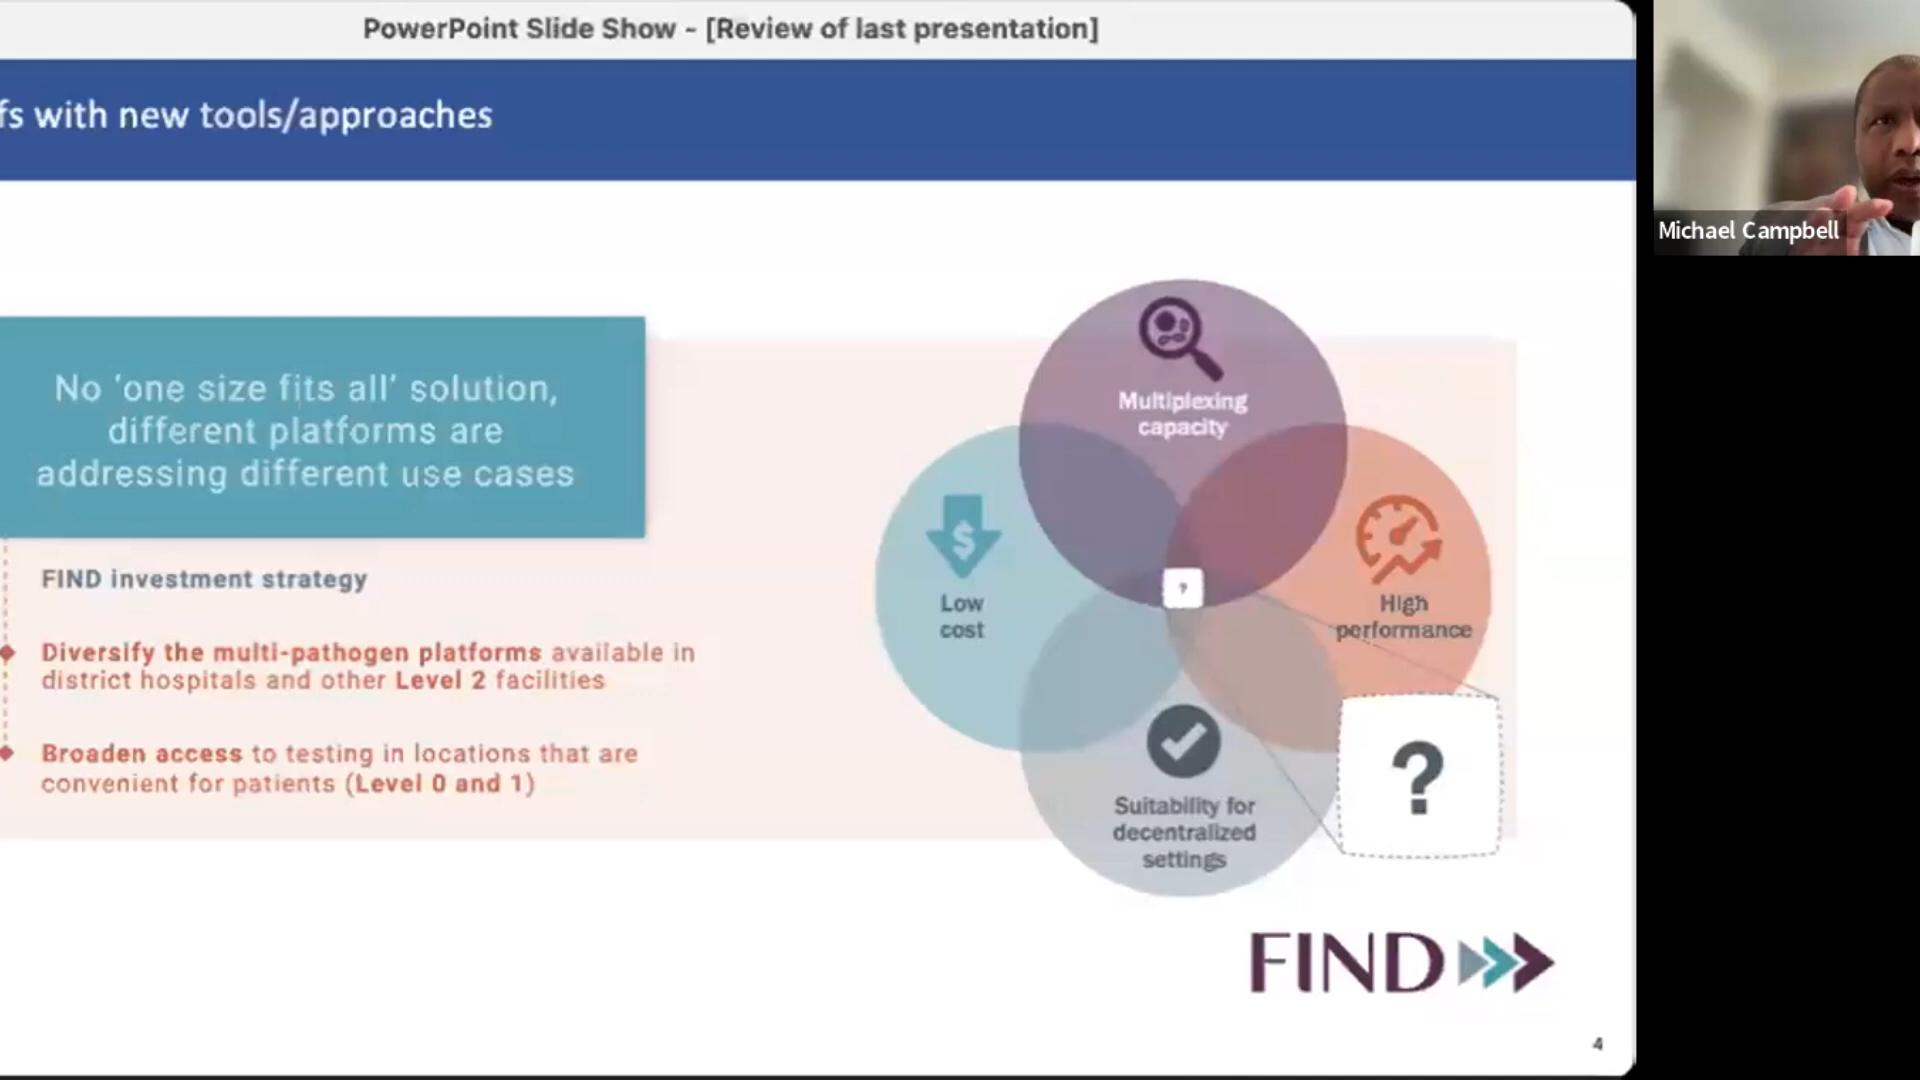 PowerPoint Slide Show - [Review of last presentation]
fs with new tools/approaches
Michael Campbell
No ‘one size fits all’ solution,
different platforms are
addressing different use cases
FIND investment strategy
Diversify the multi-pathogen platforms available in
district hospitals and other Level 2 facilities
Broaden access to testing in locations that are
convenient for patients (Level 0 and 1)
Multiplexing
capacity
$
Low
cost
?
High
performance
Suitability for
decentralized
settings
?
FIND
4